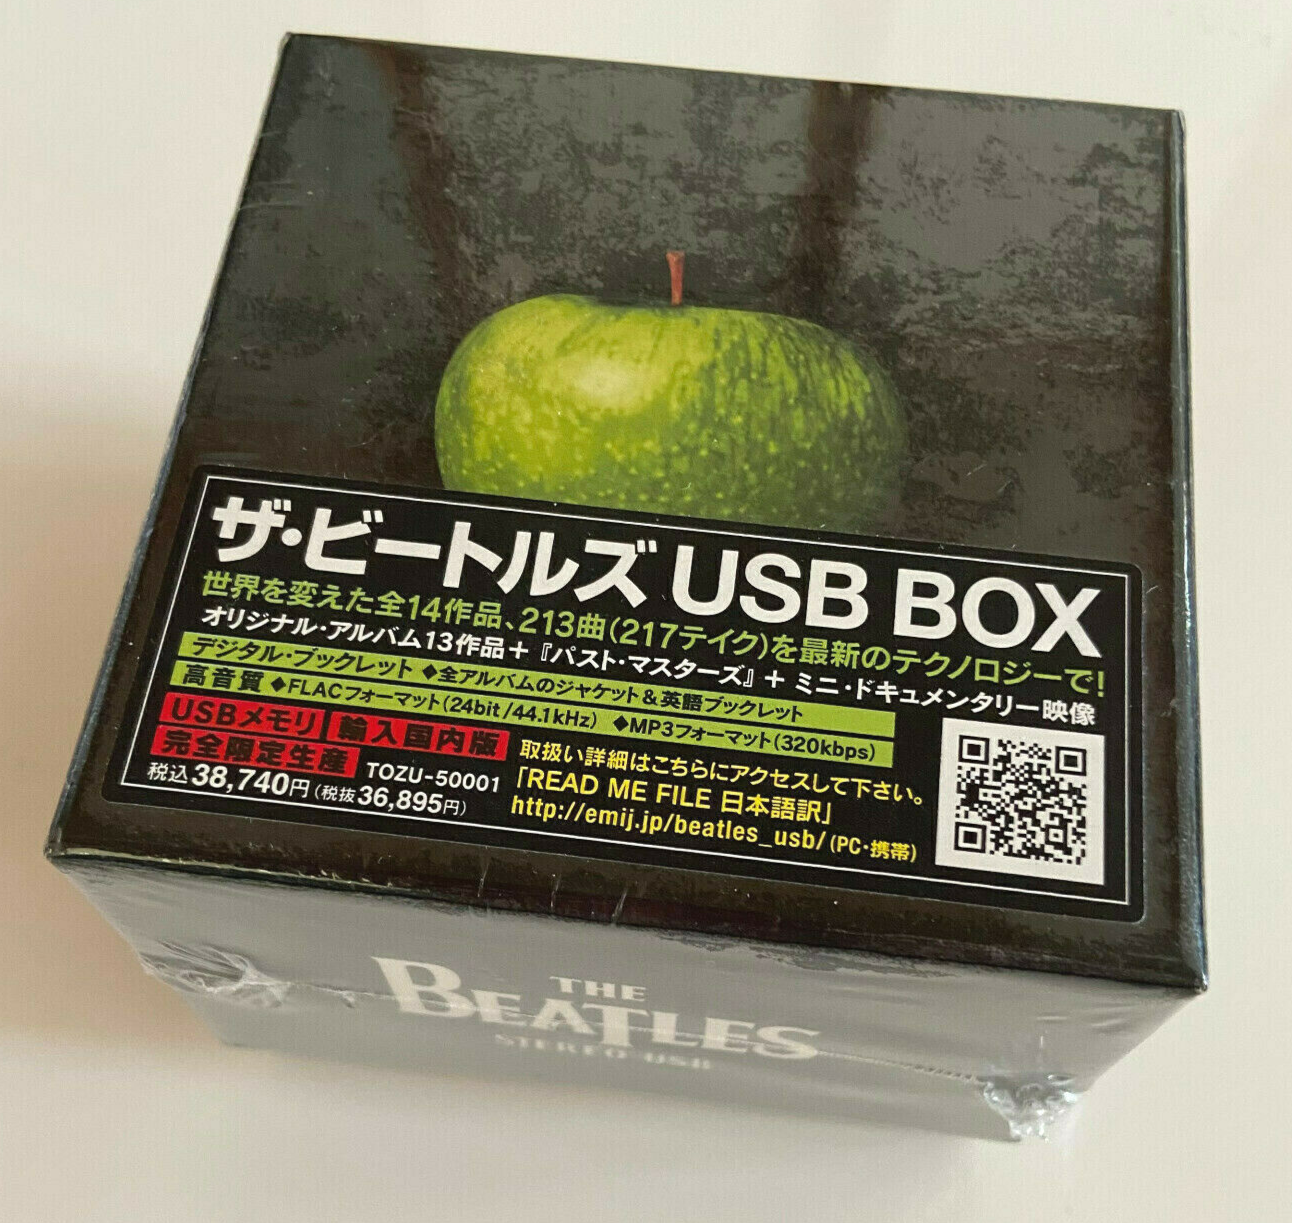 ザ・ビートルズ USB BOX
世界を変えた全14作品、213曲(217テイク)を最新のテクノロジーで!
オリジナル・アルバム13作品+『パスト・マスターズ』+ ミニ・ドキュメンタリー映像
デジタル・ブックレット ◆全アルバムのジャケット&英語ブックレット
高音質 ◆FLACフォーマット(24bit/44.1kHz) ◆MP3フォーマット(320kbps)
USBメモリ 輸入国内版
完全限定生産 TOZU-50001
税込38,740円(税抜36,895円)
取扱い詳細はこちらにアクセスして下さい。
「READ ME FILE 日本語訳」
http://emij.jp/beatles_usb/(PC・携帯)
THE
BEATLES
STEREO USB